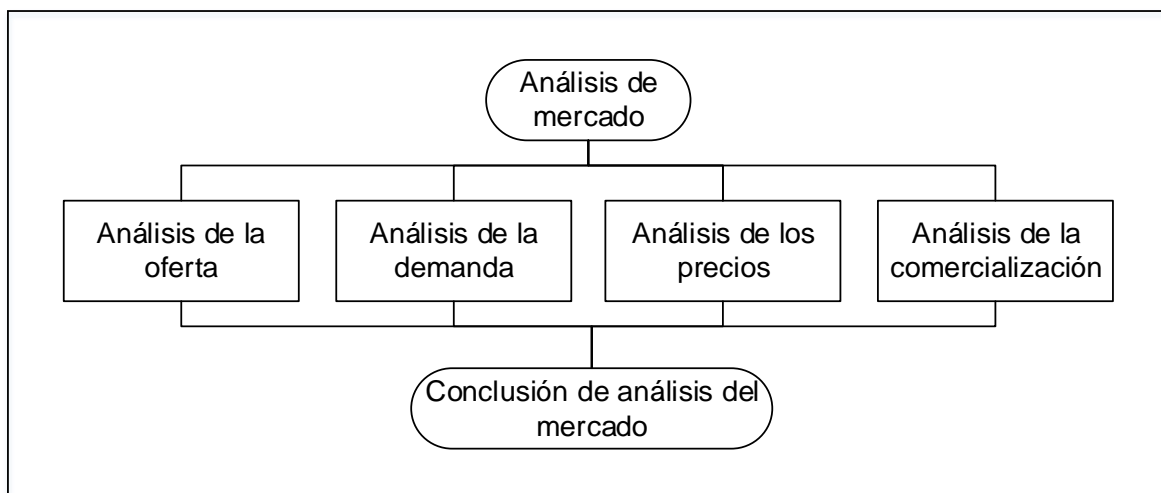 Análisis de
mercado
Análisis de la
oferta
Análisis de la
demanda
Análisis de los
precios
Análisis de la
comercialización
Conclusión de análisis del
mercado